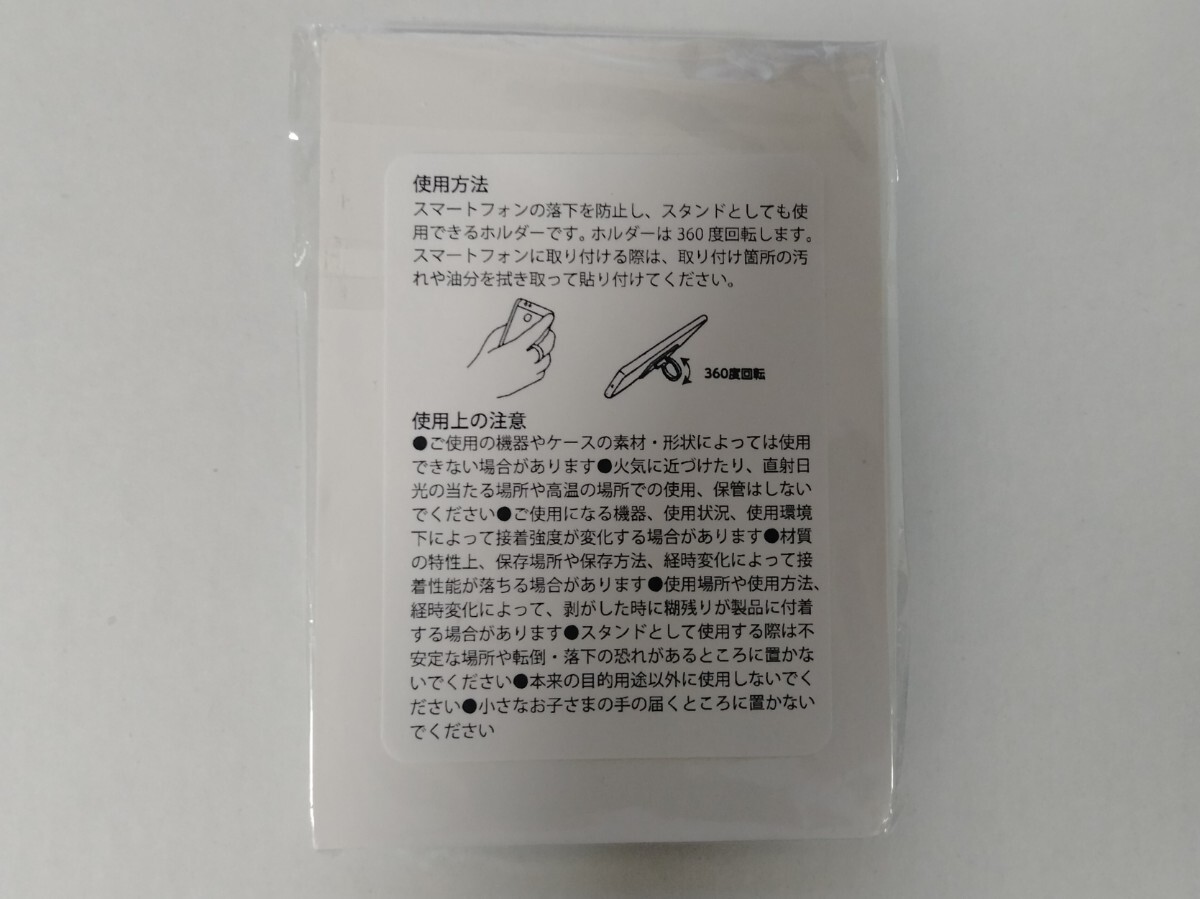 使用方法
スマートフォンの落下を防止し、スタンドとしても使
用できるホルダーです。ホルダーは 360 度回転します。
スマートフォンに取り付ける際は、取り付け箇所の汚
れや油分を拭き取って貼り付けてください。
360度回転
使用上の注意
●ご使用の機器やケースの素材・形状によっては使用
できない場合があります●火気に近づけたり、直射日
光の当たる場所や高温の場所での使用、保管はしない
でください●ご使用になる機器、使用状況、使用環境
下によって接着強度が変化する場合があります●材質
の特性上、保存場所や保存方法、経時変化によって接
着性能が落ちる場合があります●使用場所や使用方法、
経時変化によって、剥がした時に糊残りが製品に付着
する場合があります●スタンドとして使用する際は不
安定な場所や転倒・落下の恐れがあるところに置かな
いでください●本来の目的用途以外に使用しないでく
ださい●小さなお子さまの手の届くところに置かない
でください